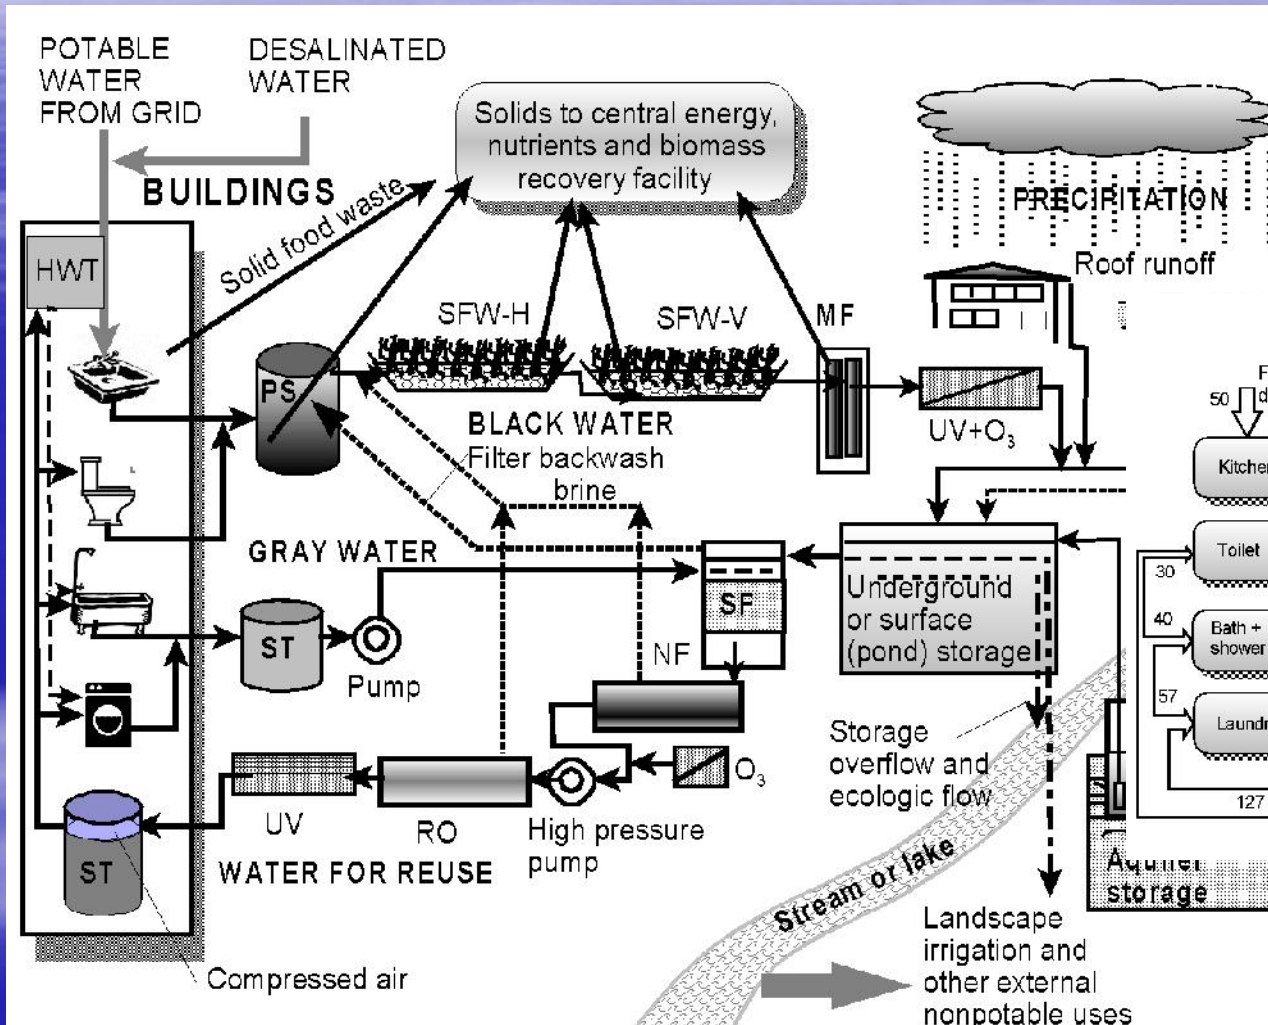 POTABLE
WATER
FROM GRID
DESALINATED
WATER
BUILDINGS
Solid food waste
Solids to central energy,
nutrients and biomass
recovery facility
PRECIPITATION
Roof runoff
HWT
SFW-H
SFW-V
MF
PS
BLACK WATER
Filter backwash
brine
UV+O₃
50
Toilet
30
GRAY WATER
SF
Underground
or surface
(pond) storage
40
Bath +
shower
ST
Pump
NF
57
Storage
overflow and
ecologic flow
O₃
127
UV
RO
High pressure
pump
WATER FOR REUSE
ST
Stream or lake
storage
Compressed air
Landscape
irrigation and
other external
nonpotable uses